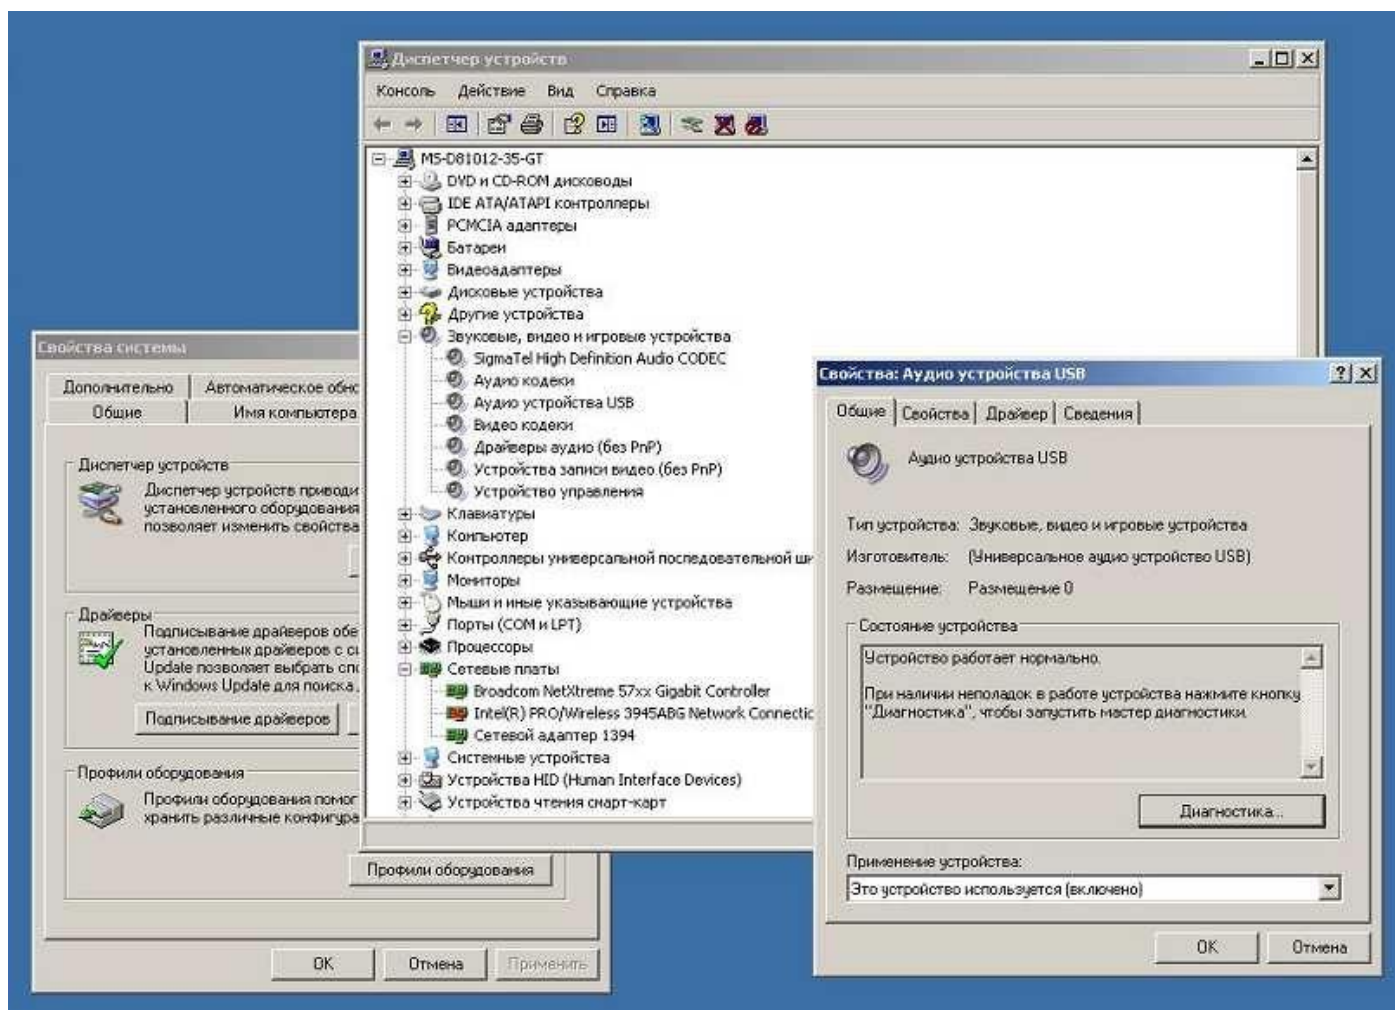 Диспетчер устройств
Консоль Действие Вид Справка
MS-D81012-35-GT
DVD и CD-ROM дисководы
IDE ATA/ATAPI контроллеры
PCMCIA адаптеры
Батареи
Видеоадаптеры
Дисковые устройства
Другие устройства
Звуковые, видео и игровые устройства
SigmaTel High Definition Audio CODEC
Аудио кодеки
Аудио устройства USB
Видео кодеки
Драйверы аудио (без PnP)
Устройства записи видео (без PnP)
Устройство управления
Клавиатуры
Компьютер
Контроллеры универсальной последовательной ши
Мониторы
Мыши и иные указывающие устройства
Порты (COM и LPT)
Процессоры
Сетевые платы
Broadcom NetXtreme 57xx Gigabit Controller
Intel(R) PRO/Wireless 3945ABG Network Connectic
Сетевой адаптер 1394
Системные устройства
Устройства HID (Human Interface Devices)
Устройства чтения смарт-карт
Свойства системы
Дополнительно Автоматическое обнс
Общие Имя компьютера
Диспетчер устройств
Диспетчер устройств приводи
установленного оборудования
позволяет изменить свойства
Драйверы
Подписывание драйверов обе
установленных драйверов с си
Update позволяет выбрать спо
к Windows Update для поиска
Подписывание драйверов
Профили оборудования
Профили оборудования помог
хранить различные конфигура
Профили оборудования
OK Отмена Применить
Свойства: Аудио устройства USB
Общие Свойства Драйвер Сведения
Аудио устройства USB
Тип устройства: Звуковые, видео и игровые устройства
Изготовитель: (Универсальное аудио устройство USB)
Размещение: Размещение 0
Состояние устройства
Устройство работает нормально.
При наличии неполадок в работе устройства нажмите кнопку
"Диагностика", чтобы запустить мастер диагностики.
Диагностика...
Применение устройства:
Это устройство используется (включено)
OK Отмена